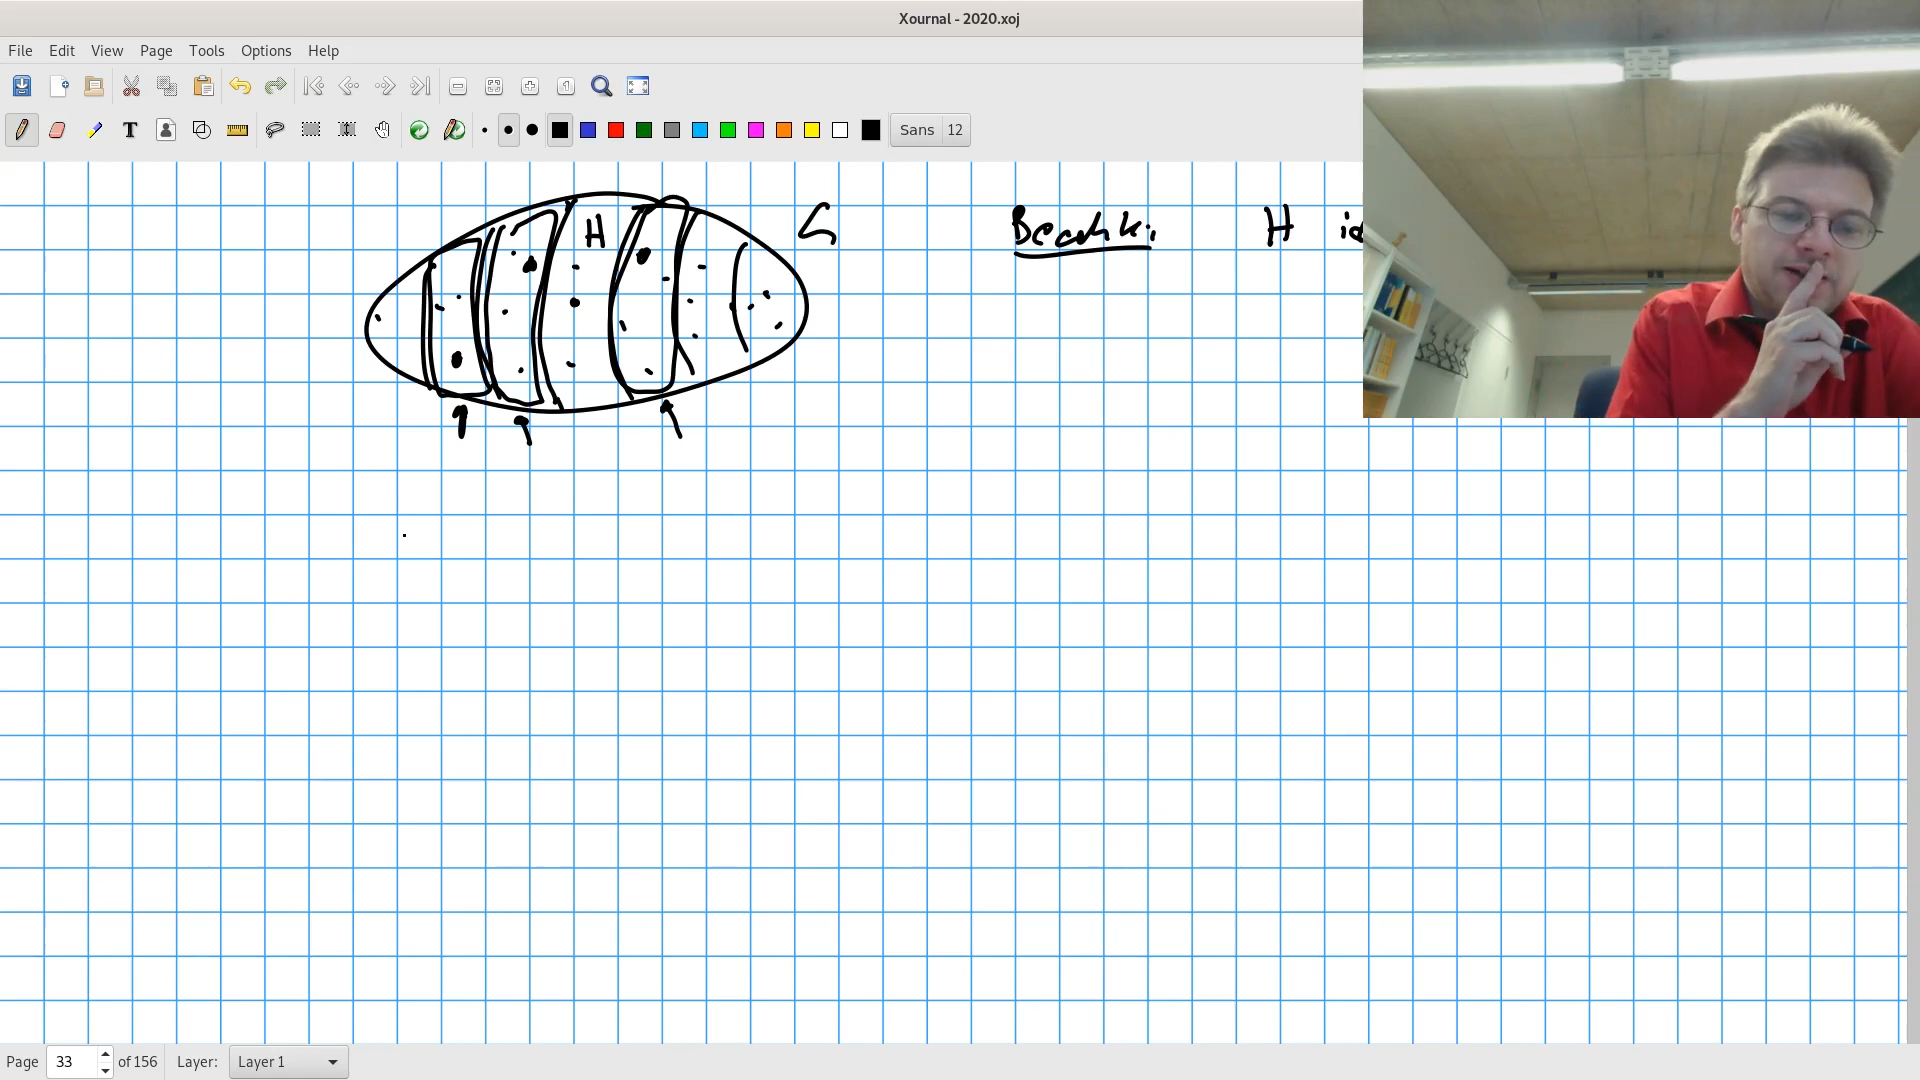 Xournal - 2020.xoj
File Edit View Page Tools Options Help
Sans 12
H G H
Page 33 of 156 Layer: Layer 1